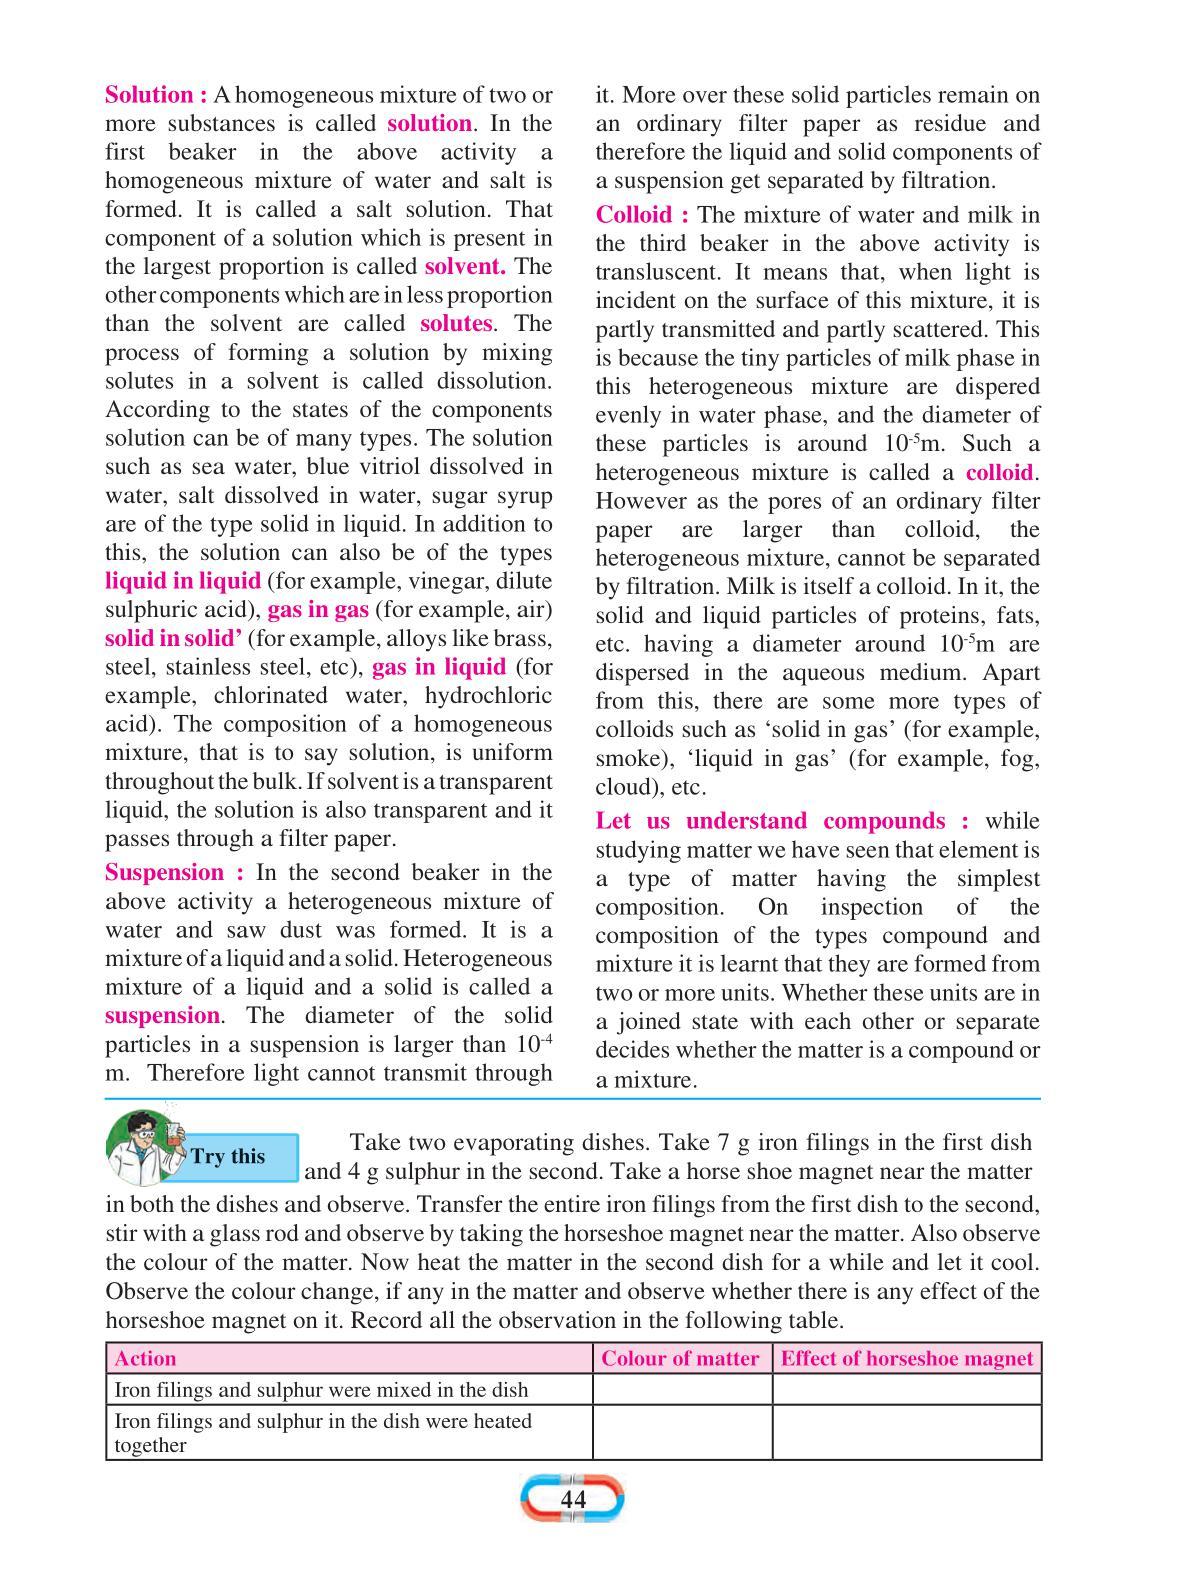 Solution : A homogeneous mixture of two or
more substances is called solution. In the
first beaker in the above activity a
homogeneous mixture of water and salt is
formed. It is called a salt solution. That
component of a solution which is present in
the largest proportion is called solvent. The
other components which are in less proportion
than the solvent are called solutes. The
process of forming a solution by mixing
solutes in a solvent is called dissolution.
According to the states of the components
solution can be of many types. The solution
such as sea water, blue vitriol dissolved in
water, salt dissolved in water, sugar syrup
are of the type solid in liquid. In addition to
this, the solution can also be of the types
liquid in liquid (for example, vinegar, dilute
sulphuric acid), gas in gas (for example, air)
solid in solid’ (for example, alloys like brass,
steel, stainless steel, etc), gas in liquid (for
example, chlorinated water, hydrochloric
acid). The composition of a homogeneous
mixture, that is to say solution, is uniform
throughout the bulk. If solvent is a transparent
liquid, the solution is also transparent and it
passes through a filter paper.
Suspension : In the second beaker in the
above activity a heterogeneous mixture of
water and saw dust was formed. It is a
mixture of a liquid and a solid. Heterogeneous
mixture of a liquid and a solid is called a
suspension. The diameter of the solid
particles in a suspension is larger than 10⁻⁴
m. Therefore light cannot transmit through
it. More over these solid particles remain on
an ordinary filter paper as residue and
therefore the liquid and solid components of
a suspension get separated by filtration.
Colloid : The mixture of water and milk in
the third beaker in the above activity is
transluscent. It means that, when light is
incident on the surface of this mixture, it is
partly transmitted and partly scattered. This
is because the tiny particles of milk phase in
this heterogeneous mixture are dispered
evenly in water phase, and the diameter of
these particles is around 10⁻⁵m. Such a
heterogeneous mixture is called a colloid.
However as the pores of an ordinary filter
paper are larger than colloid, the
heterogeneous mixture, cannot be separated
by filtration. Milk is itself a colloid. In it, the
solid and liquid particles of proteins, fats,
etc. having a diameter around 10⁻⁵m are
dispersed in the aqueous medium. Apart
from this, there are some more types of
colloids such as ‘solid in gas’ (for example,
smoke), ‘liquid in gas’ (for example, fog,
cloud), etc.
Let us understand compounds : while
studying matter we have seen that element is
a type of matter having the simplest
composition. On inspection of the
composition of the types compound and
mixture it is learnt that they are formed from
two or more units. Whether these units are in
a joined state with each other or separate
decides whether the matter is a compound or
a mixture.
Try this
Take two evaporating dishes. Take 7 g iron filings in the first dish
and 4 g sulphur in the second. Take a horse shoe magnet near the matter
in both the dishes and observe. Transfer the entire iron filings from the first dish to the second,
stir with a glass rod and observe by taking the horseshoe magnet near the matter. Also observe
the colour of the matter. Now heat the matter in the second dish for a while and let it cool.
Observe the colour change, if any in the matter and observe whether there is any effect of the
horseshoe magnet on it. Record all the observation in the following table.
Action Colour of matter Effect of horseshoe magnet
Iron filings and sulphur were mixed in the dish
Iron filings and sulphur in the dish were heated
together
44